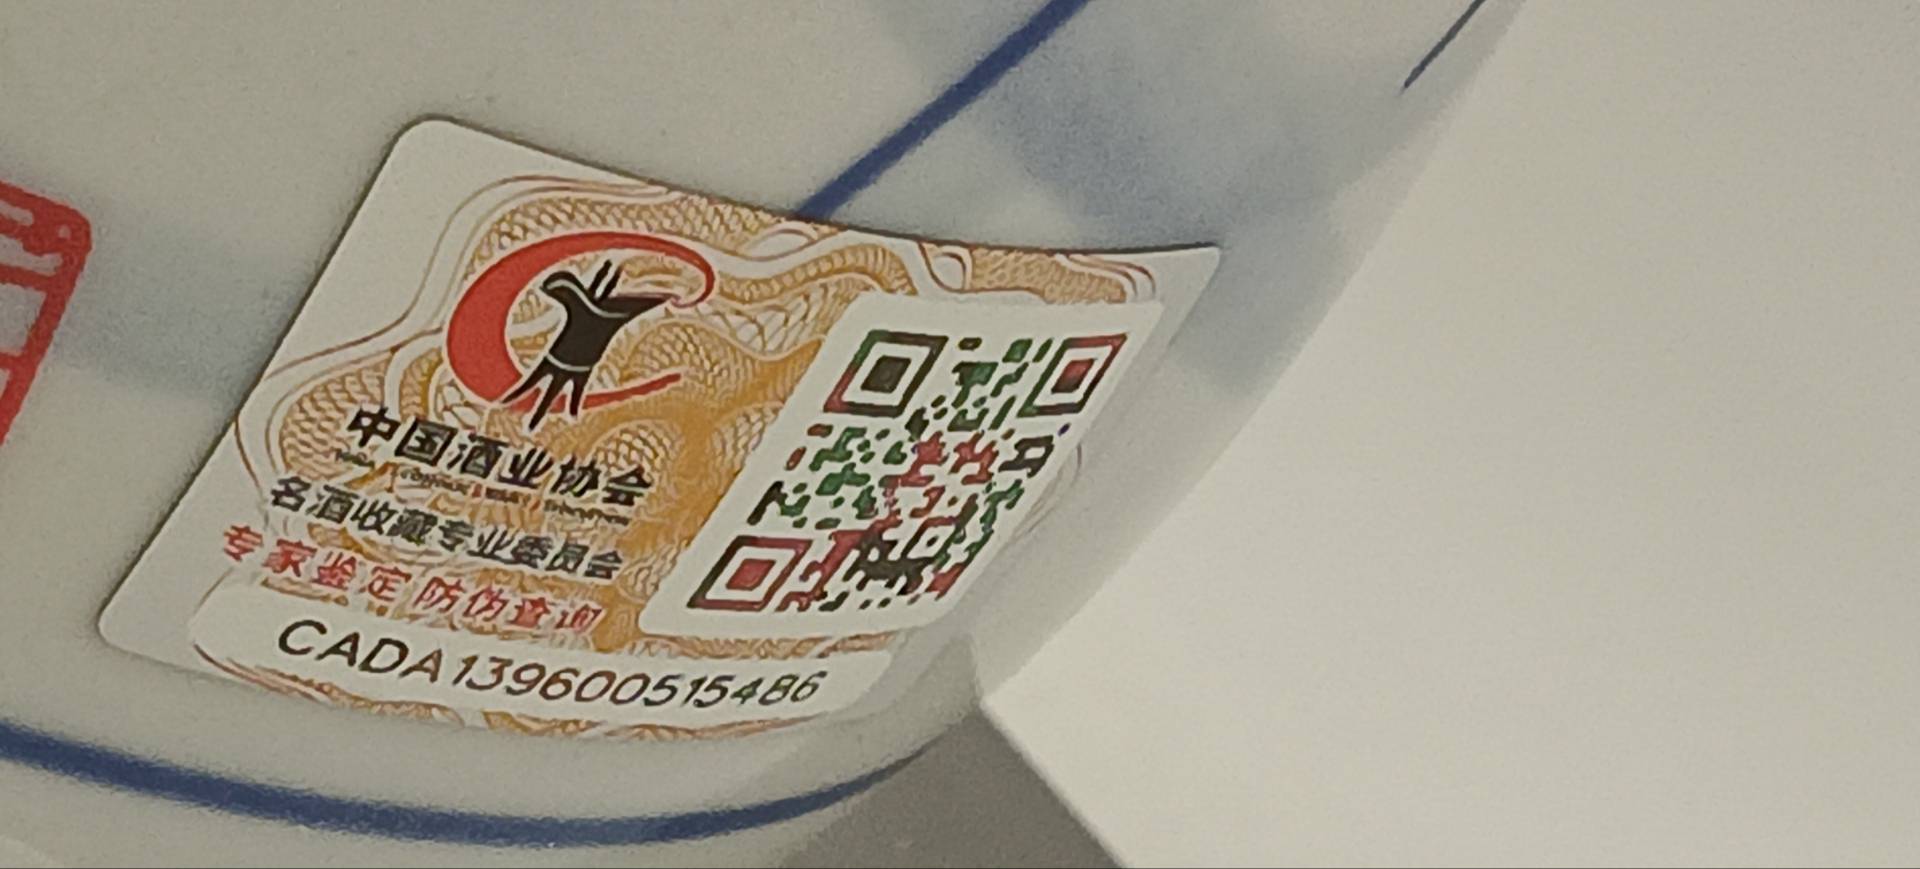 中国酒业协会
名酒收藏专业委员会
专家鉴定 防伪查询
CADA139600515486